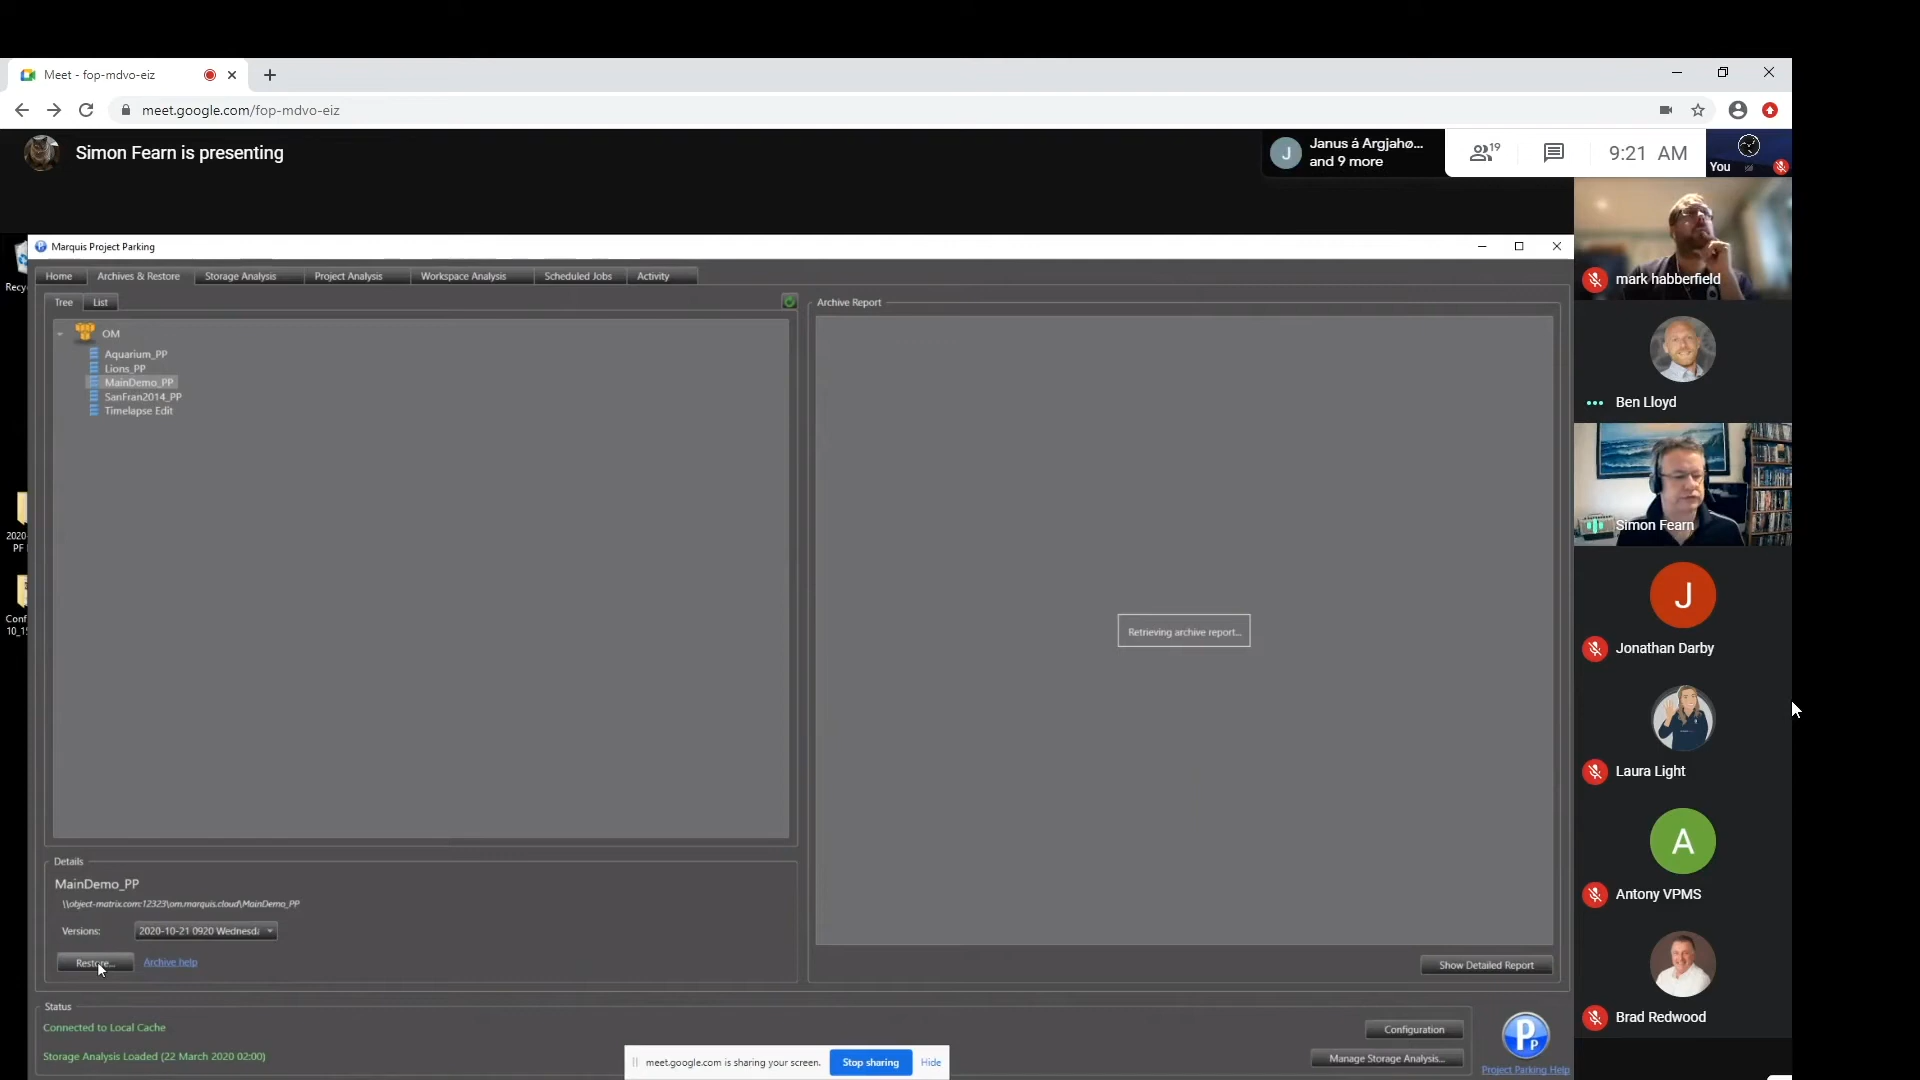 Meet - fop-mdvo-eiz
meet.google.com/fop-mdvo-eiz
Simon Fearn is presenting
J
Janus á Argjahø...
and 9 more
19
9:21 AM
You
Marquis Project Parking
Home
Archives & Restore
Storage Analysis
Project Analysis
Workspace Analysis
Scheduled Jobs
Activity
Tree
List
OM
Aquarium_PP
Lions_PP
MainDemo_PP
SanFran2014_PP
Timelapse Edit
Archive Report
Retrieving archive report...
Show Detailed Report
Details
MainDemo_PP
\\object-matrix.com:12323\om.marquis.cloud\MainDemo_PP
Versions:
2020-10-21 0920 Wednesd
Restore...
Archive help
Status
Connected to Local Cache
Storage Analysis Loaded (22 March 2020 02:00)
Configuration
Manage Storage Analysis...
Pp
Project Parking Help
meet.google.com is sharing your screen.
Stop sharing
Hide
Recy
2020-
PF
Conf
mark habberfield
Ben Lloyd
Simon Fearn
J
Jonathan Darby
Laura Light
A
Antony VPMS
Brad Redwood